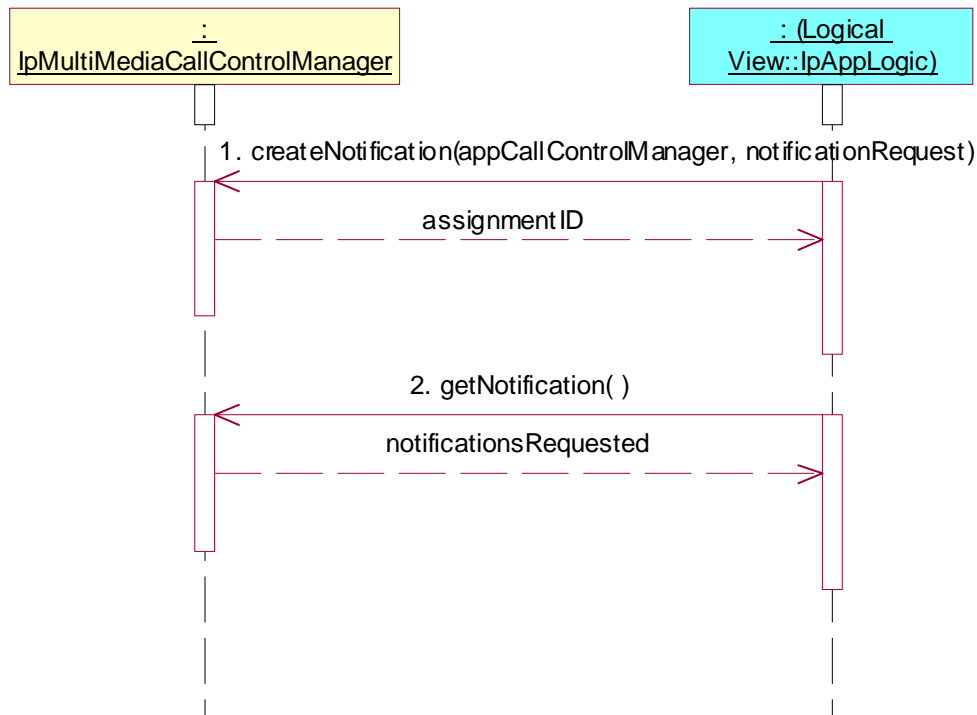 :
IpMultiMediaCallControlManager
: (Logical
View::IpAppLogic)
1. createNotification(appCallControlManager, notificationRequest)
assignmentID
2. getNotification( )
notificationsRequested